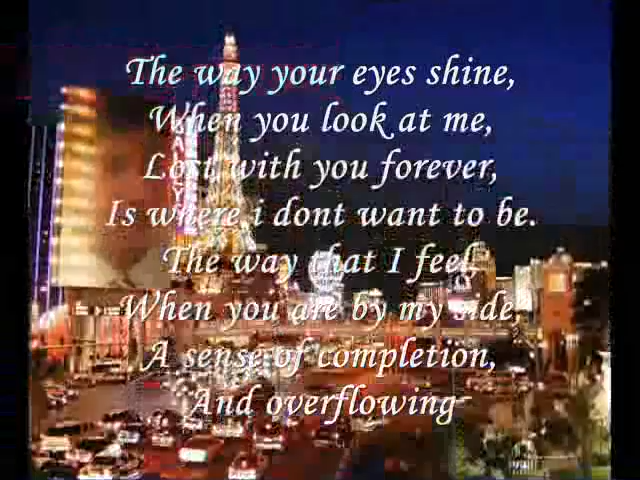 The way your eyes shine,
When you look at me,
Lost with you forever,
Is where i dont want to be.
The way that I feel,
When you are by my side,
A sense of completion,
And overflowing
BALLYS